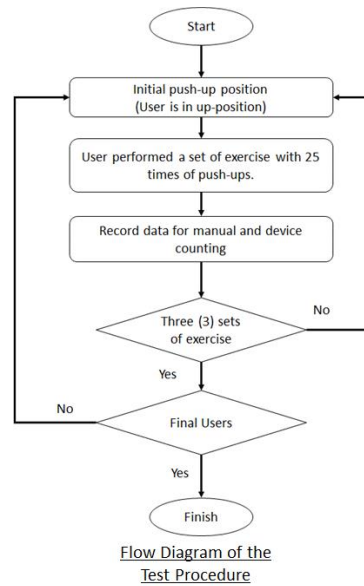 Start
Initial push-up position
(User is in up-position)
User performed a set of exercise with 25
times of push-ups.
Record data for manual and device
counting
Three (3) sets
of exercise
No
Yes
No
Final Users
Yes
Finish
Flow Diagram of the
Test Procedure